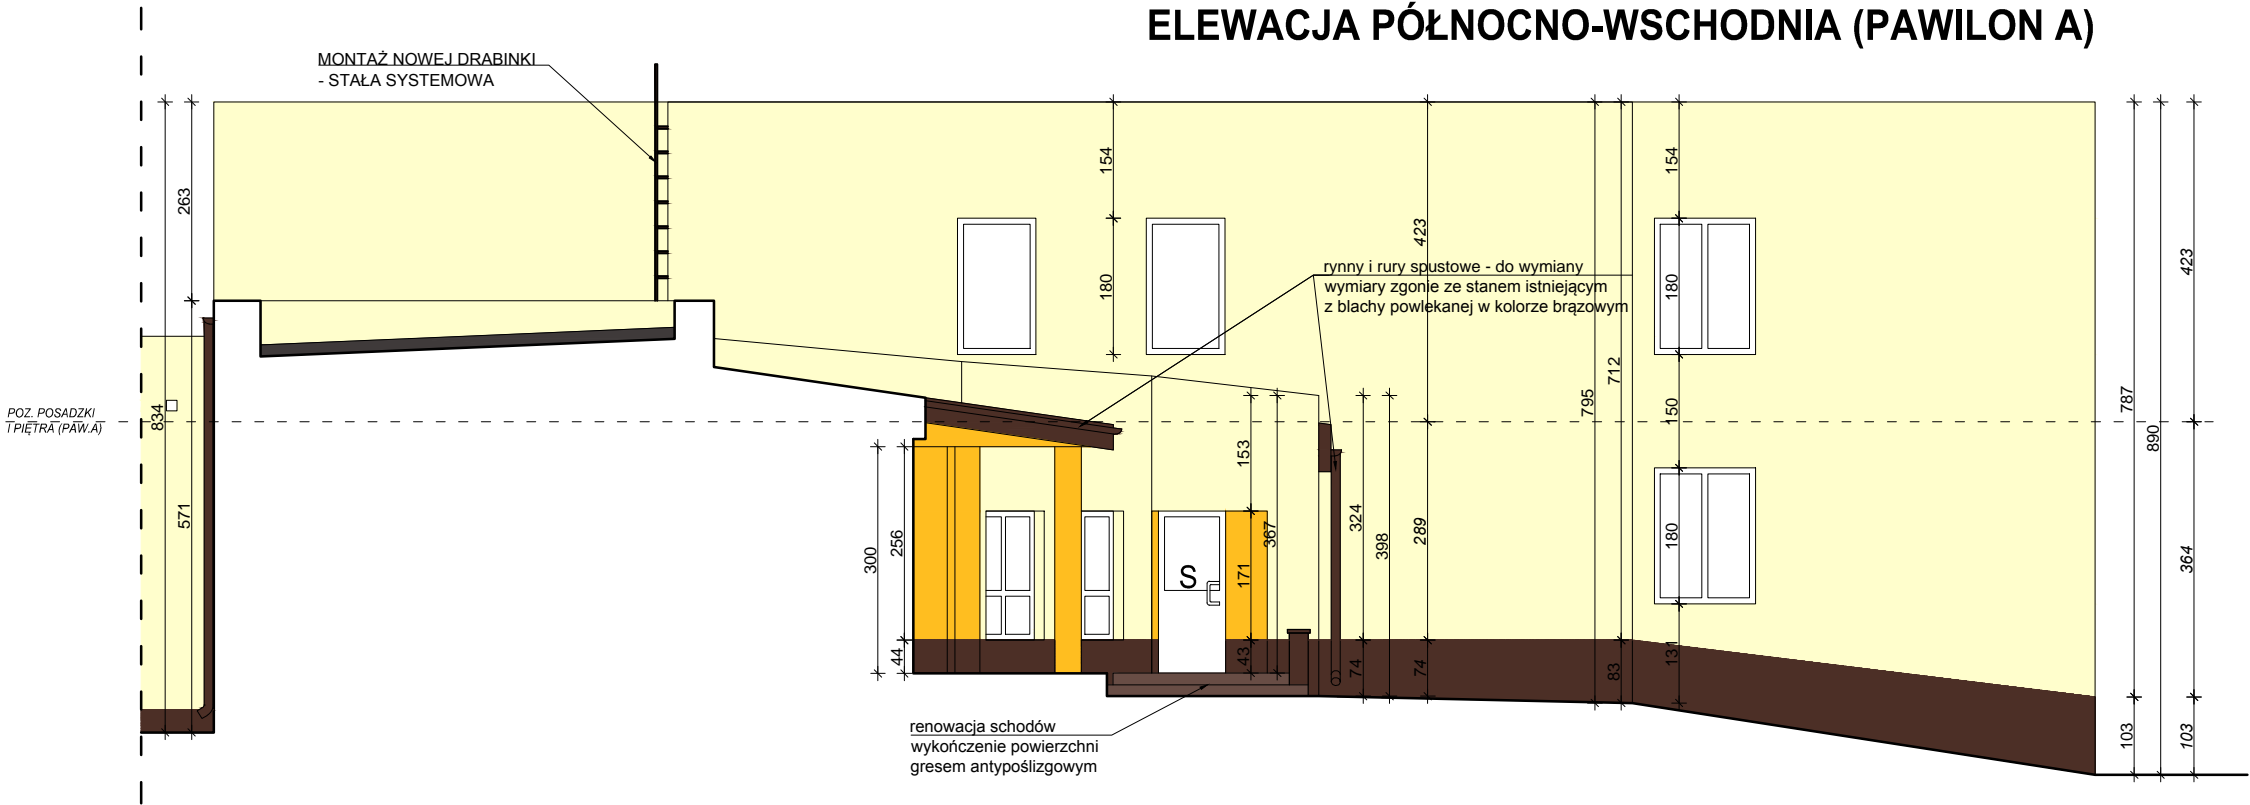 ELEWACJA PÓŁNOCNO-WSCHODNIA (PAWILON A)
MONTAŻ NOWEJ DRABINKI
- STAŁA SYSTEMOWA
263
834
571
POZ. POSADZKI
I PIĘTRA (PAW.A)
154
180
423
rynny i rury spustowe - do wymiany
wymiary zgonie ze stanem istniejącym
z blachy powlekanej w kolorze brązowym
154
180
150
180
131
712
795
83
787
890
423
364
103
103
300
256
44
153
171
43
367
324
398
289
74
74
S
renowacja schodów
wykończenie powierzchni
gresem antypoślizgowym